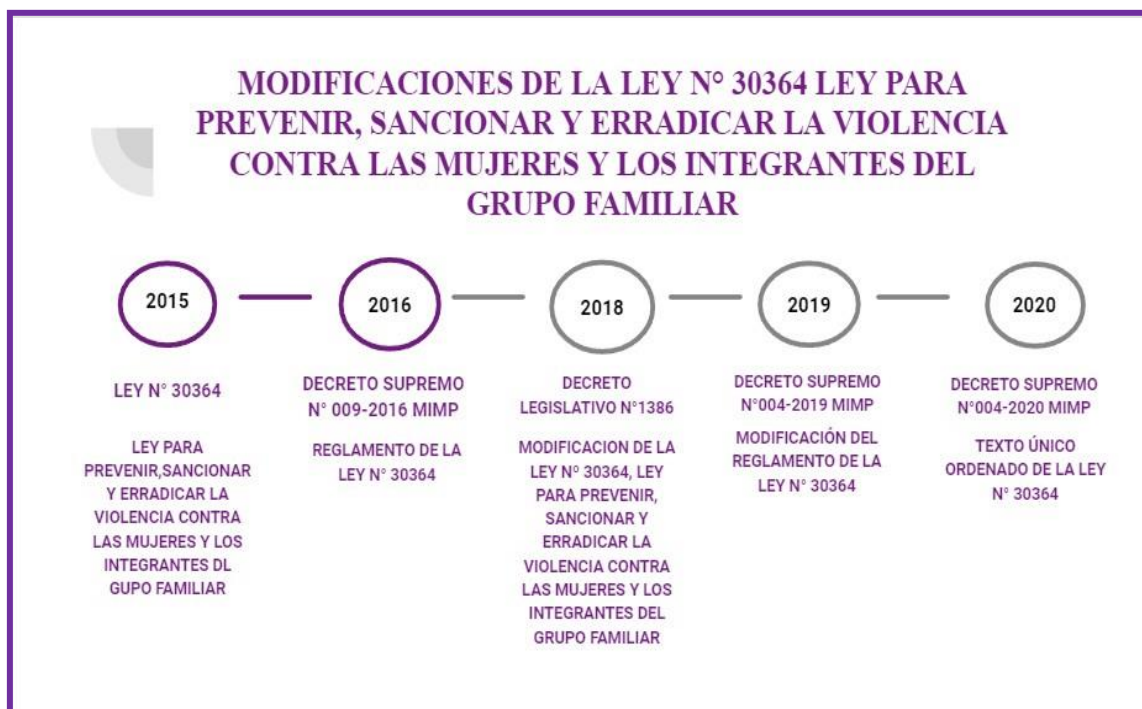 MODIFICACIONES DE LA LEY N° 30364 LEY PARA
PREVENIR, SANCIONAR Y ERRADICAR LA VIOLENCIA
CONTRA LAS MUJERES Y LOS INTEGRANTES DEL
GRUPO FAMILIAR
2015
LEY N° 30364
LEY PARA
PREVENIR,SANCIONAR
Y ERRADICAR LA
VIOLENCIA CONTRA
LAS MUJERES Y LOS
INTEGRANTES DL
GUPO FAMILIAR
2016
DECRETO SUPREMO
N° 009-2016 MIMP
REGLAMENTO DE LA
LEY N° 30364
2018
DECRETO
LEGISLATIVO N°1386
MODIFICACION DE LA
LEY Nº 30364, LEY
PARA PREVENIR,
SANCIONAR Y
ERRADICAR LA
VIOLENCIA CONTRA
LAS MUJERES Y LOS
INTEGRANTES DEL
GRUPO FAMILIAR
2019
DECRETO SUPREMO
N°004-2019 MIMP
MODIFICACIÓN DEL
REGLAMENTO DE LA
LEY N° 30364
2020
DECRETO SUPREMO
N°004-2020 MIMP
TEXTO ÚNICO
ORDENADO DE LA LEY
N° 30364